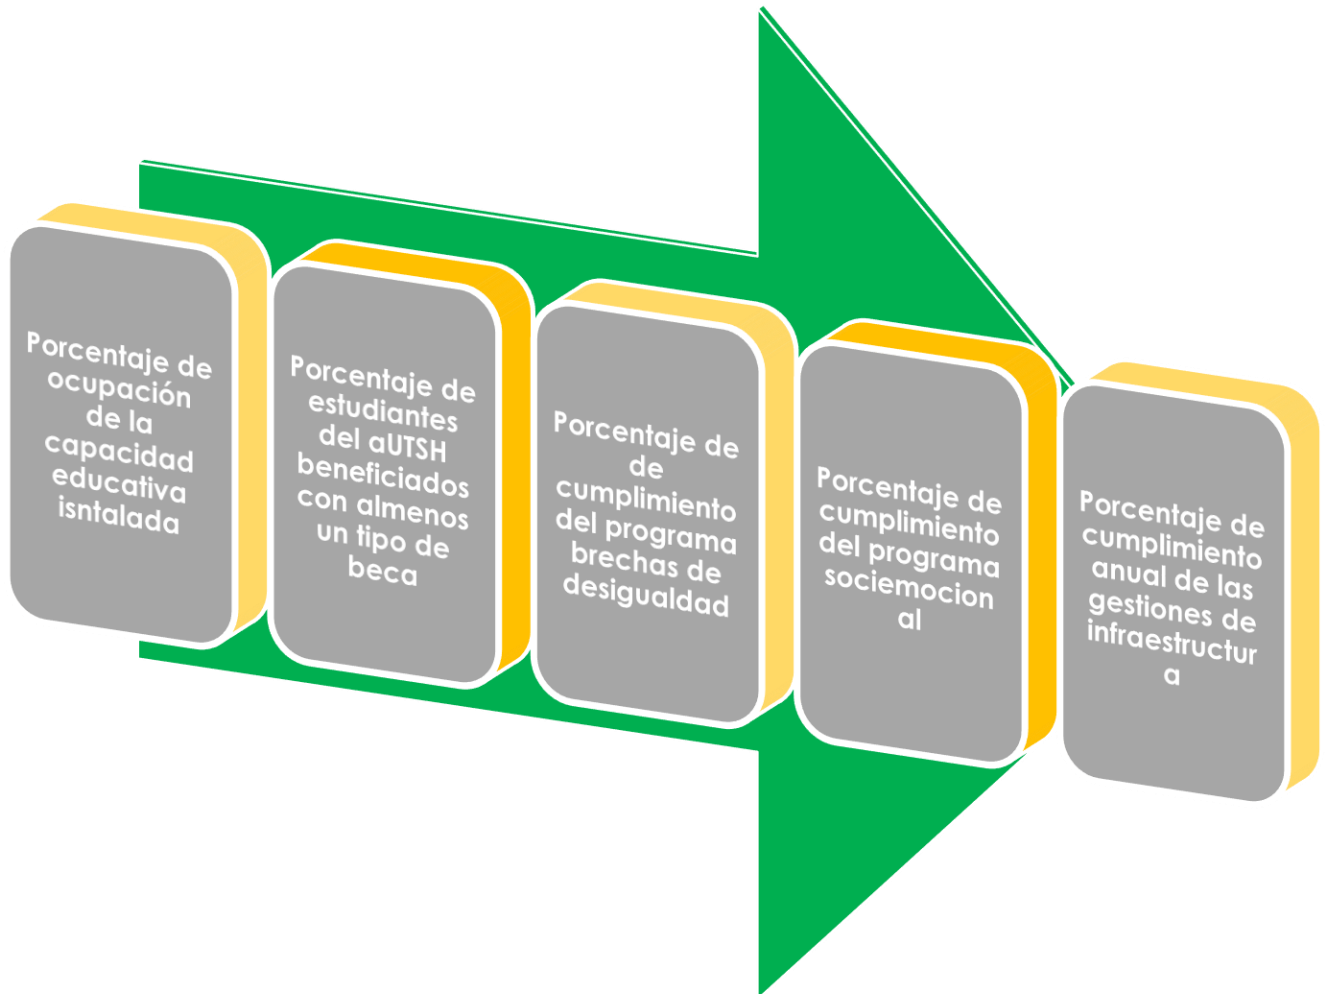 Porcentaje de
ocupación
de la
capacidad
educativa
isntalada
Porcentaje de
estudiantes
del aUTSH
beneficiados
con almenos
un tipo de
beca
Porcentaje de
de
cumplimiento
del programa
brechas de
desigualdad
Porcentaje de
cumplimiento
del programa
sociemocion
al
Porcentaje de
cumplimiento
anual de las
gestiones de
infraestructur
a